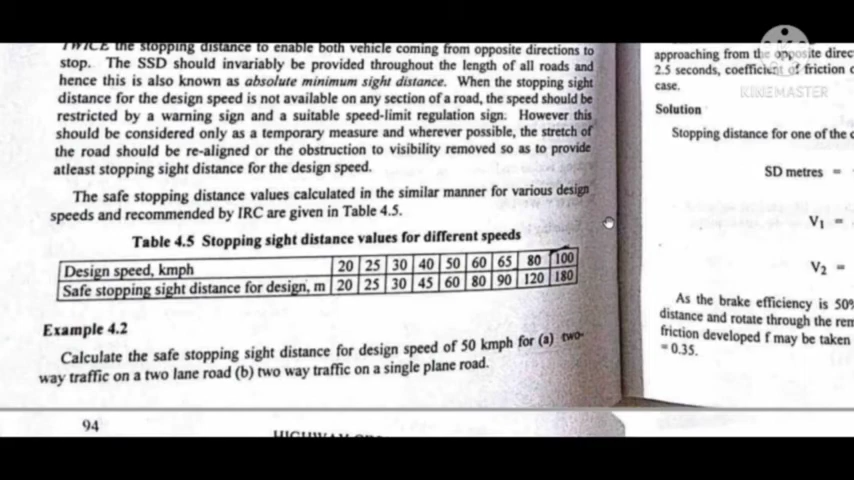 TWICE the stopping distance to enable both vehicle coming from opposite directions to
stop. The SSD should invariably be provided throughout the length of all roads and
hence this is also known as absolute minimum sight distance. When the stopping sight
distance for the design speed is not available on any section of a road, the speed should be
restricted by a warning sign and a suitable speed-limit regulation sign. However this
should be considered only as a temporary measure and wherever possible, the stretch of
the road should be re-aligned or the obstruction to visibility removed so as to provide
atleast stopping sight distance for the design speed.
The safe stopping distance values calculated in the similar manner for various design
speeds and recommended by IRC are given in Table 4.5.
Table 4.5 Stopping sight distance values for different speeds
Design speed, kmph 20 25 30 40 50 60 65 80 100
Safe stopping sight distance for design, m 20 25 30 45 60 80 90 120 180
Example 4.2
Calculate the safe stopping sight distance for design speed of 50 kmph for (a) two-
way traffic on a two lane road (b) two way traffic on a single plane road.
94
approaching from the opposite direc
2.5 seconds, coefficient of friction
case.
Solution
Stopping distance for one of the
SD metres =
V1 =
V2 =
As the brake efficiency is 50%
distance and rotate through the rem
friction developed f may be taken
= 0.35.
KINEMASTER